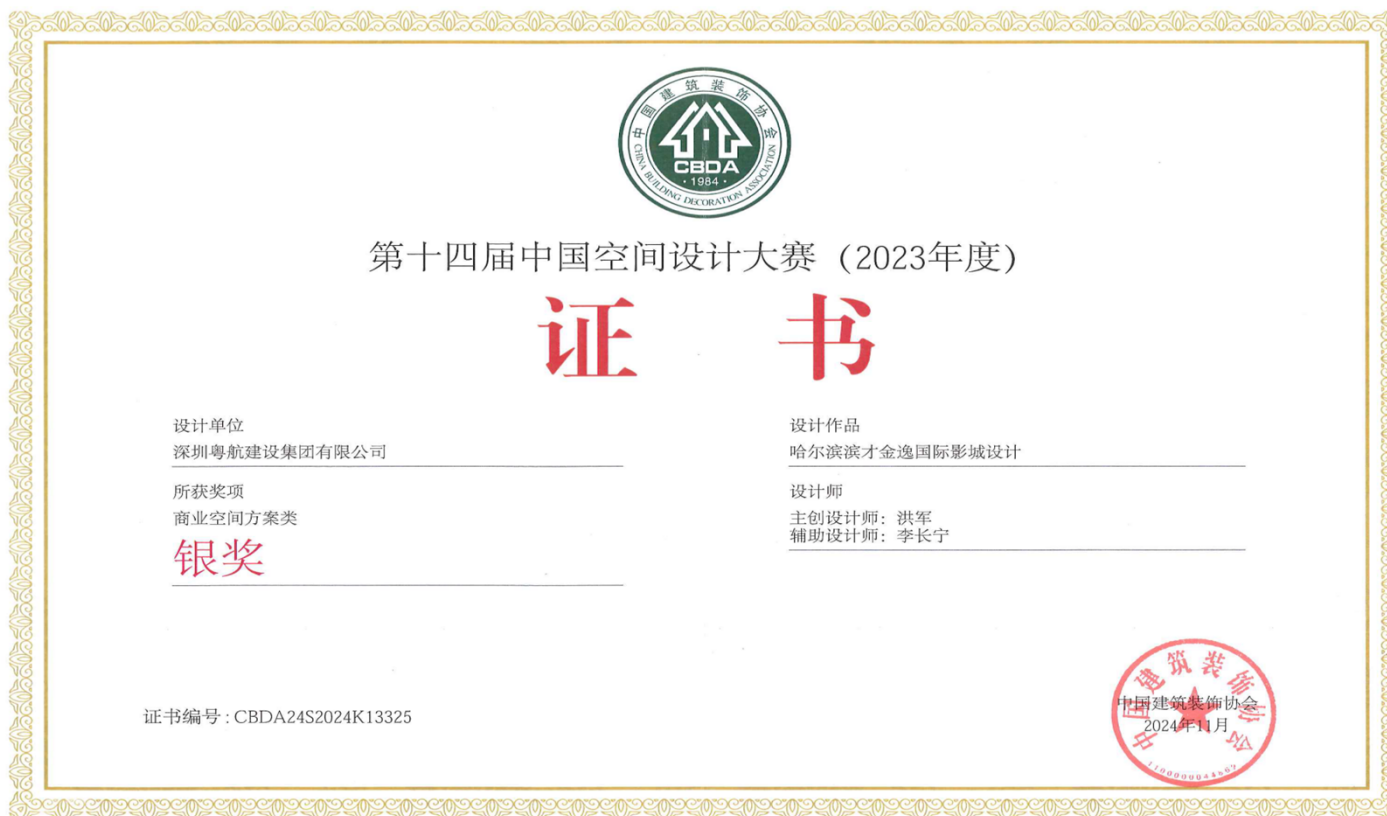 中国建筑装饰协会
CBDA
·1984·
CHINA BUILDING DECORATION ASSOCIATION
第十四届中国空间设计大赛（2023年度）
证 书
设计单位
深圳粤航建设集团有限公司
所获奖项
商业空间方案类
银奖
设计作品
哈尔滨滨才金逸国际影城设计
设计师
主创设计师：洪军
辅助设计师：李长宁
证书编号：CBDA24S2024K13325
中国建筑装饰协会
2024年11月
中国建筑装饰协会